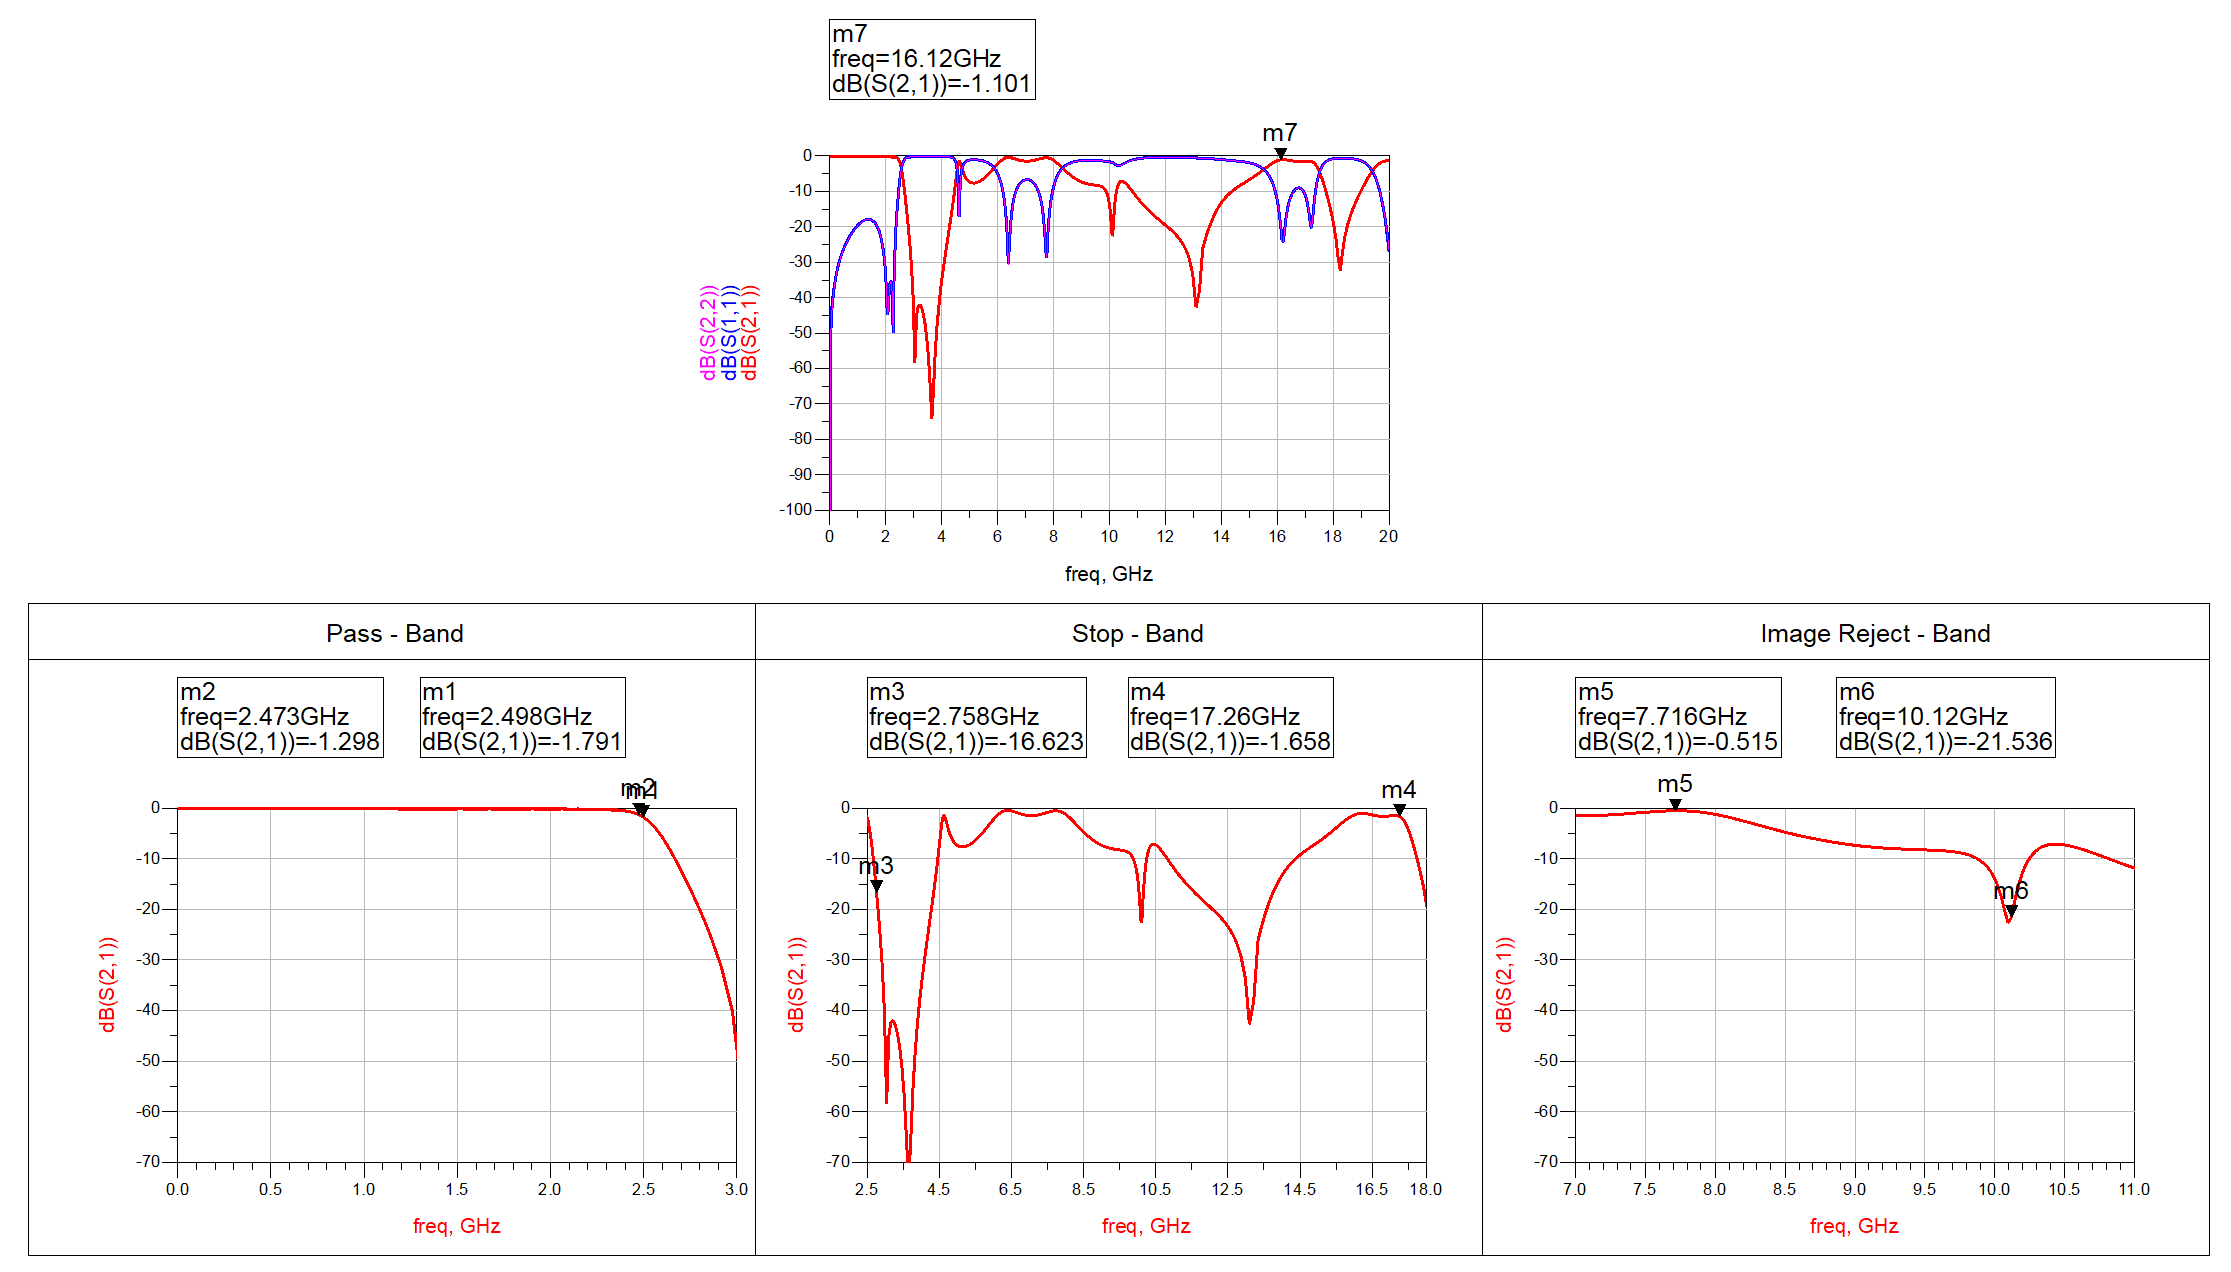 m7
freq=16.12GHz
dB(S(2,1))=-1.101
m7
0
-10
-20
-30
-40
-50
-60
-70
-80
-90
-100
dB(S(2,2))
dB(S(1,1))
dB(S(2,1))
0 2 4 6 8 10 12 14 16 18 20
freq, GHz
Pass - Band
m2
freq=2.473GHz
dB(S(2,1))=-1.298
m1
freq=2.498GHz
dB(S(2,1))=-1.791
m2
m1
0
-10
-20
-30
-40
-50
-60
-70
dB(S(2,1))
0.0 0.5 1.0 1.5 2.0 2.5 3.0
freq, GHz
Stop - Band
m3
freq=2.758GHz
dB(S(2,1))=-16.623
m4
freq=17.26GHz
dB(S(2,1))=-1.658
m4
m3
0
-10
-20
-30
-40
-50
-60
-70
dB(S(2,1))
2.5 4.5 6.5 8.5 10.5 12.5 14.5 16.5 18.0
freq, GHz
Image Reject - Band
m5
freq=7.716GHz
dB(S(2,1))=-0.515
m6
freq=10.12GHz
dB(S(2,1))=-21.536
m5
m6
0
-10
-20
-30
-40
-50
-60
-70
dB(S(2,1))
7.0 7.5 8.0 8.5 9.0 9.5 10.0 10.5 11.0
freq, GHz